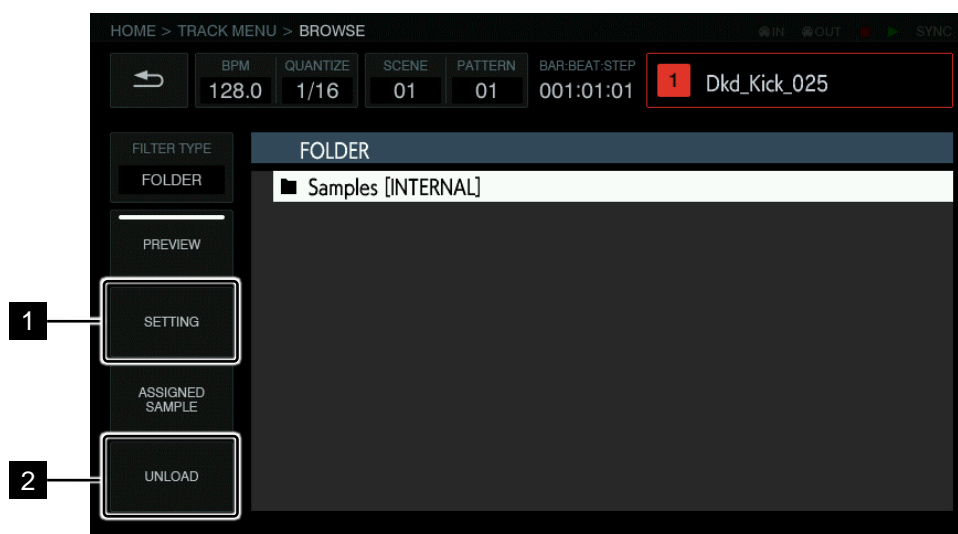 HOME > TRACK MENU > BROWSE
IN OUT SYNC
BPM QUANTIZE SCENE PATTERN BAR:BEAT:STEP
128.0 1/16 01 01 001:01:01 1 Dkd_Kick_025
FILTER TYPE
FOLDER
FOLDER
Samples [INTERNAL]
PREVIEW
1 SETTING
ASSIGNED
SAMPLE
2 UNLOAD